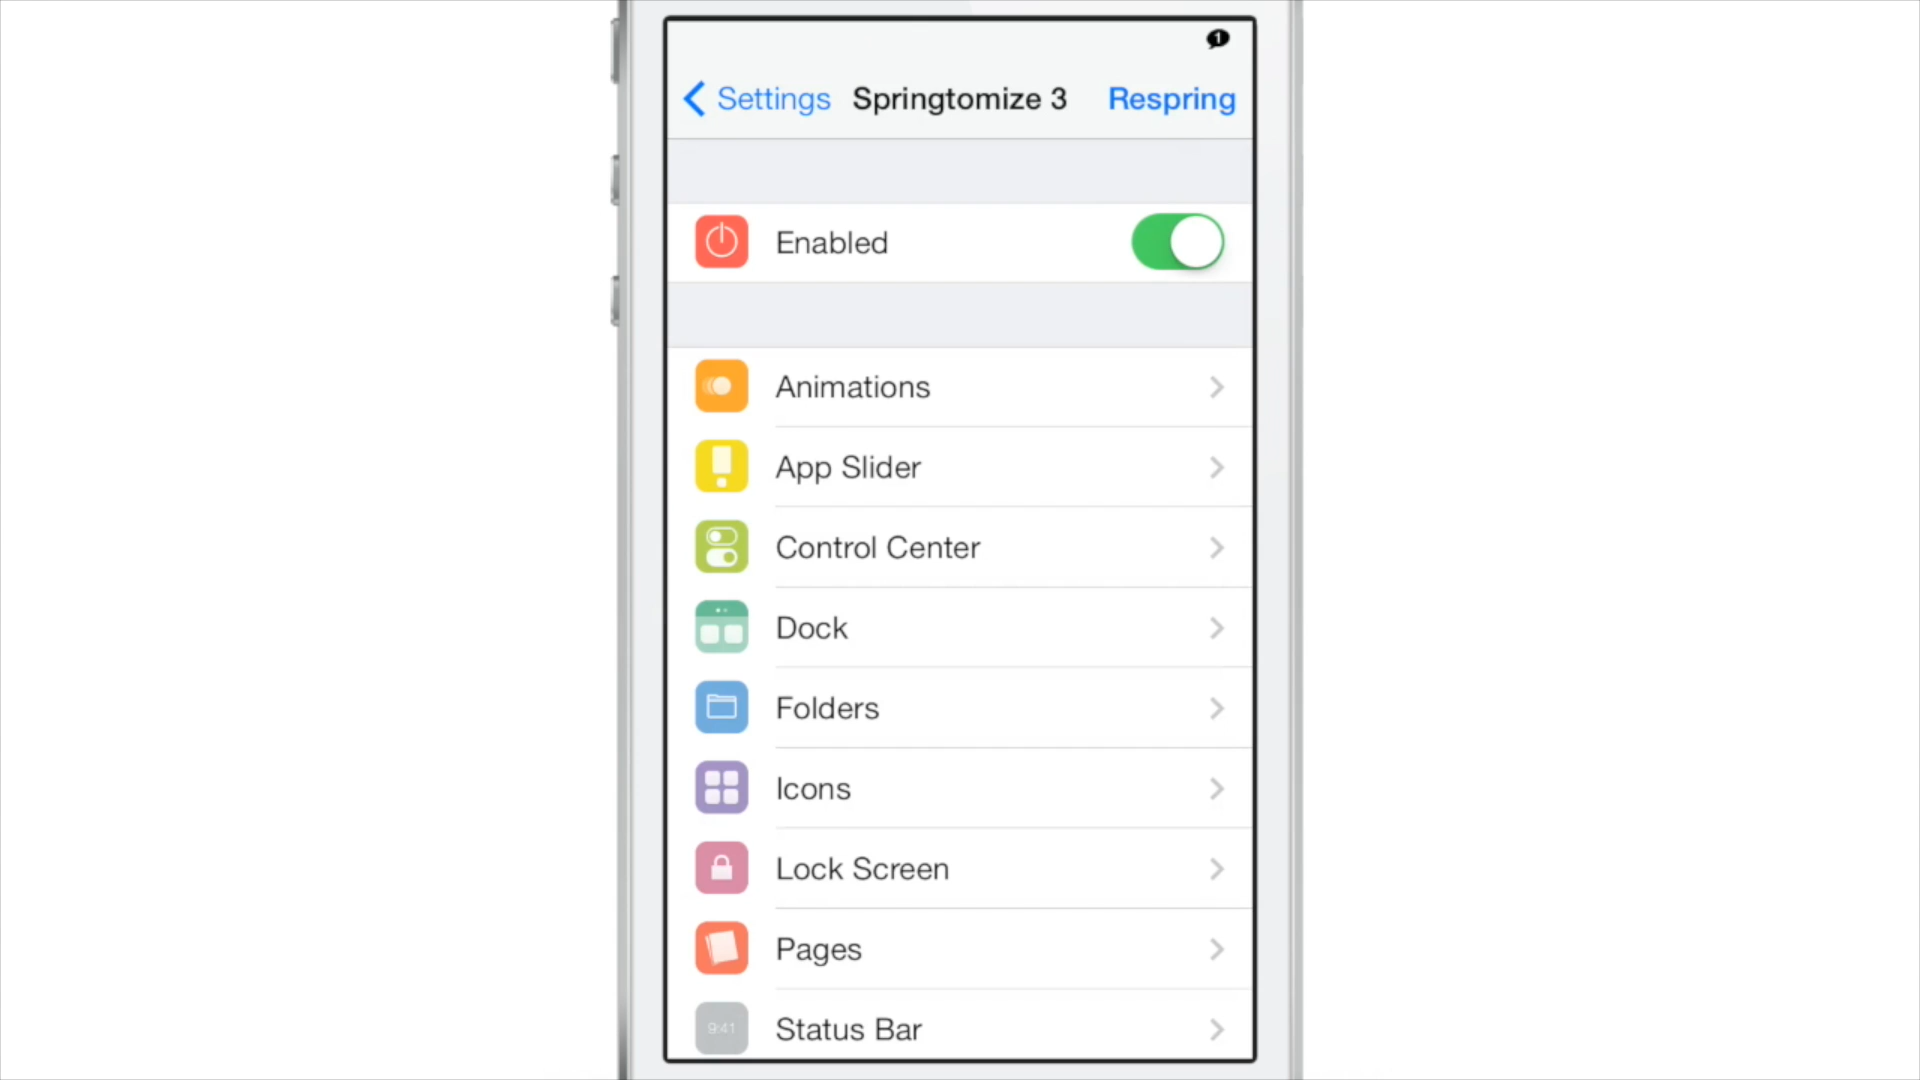 1
Settings Springtomize 3 Respring
Enabled
Animations
App Slider
Control Center
Dock
Folders
Icons
Lock Screen
Pages
9:41 Status Bar